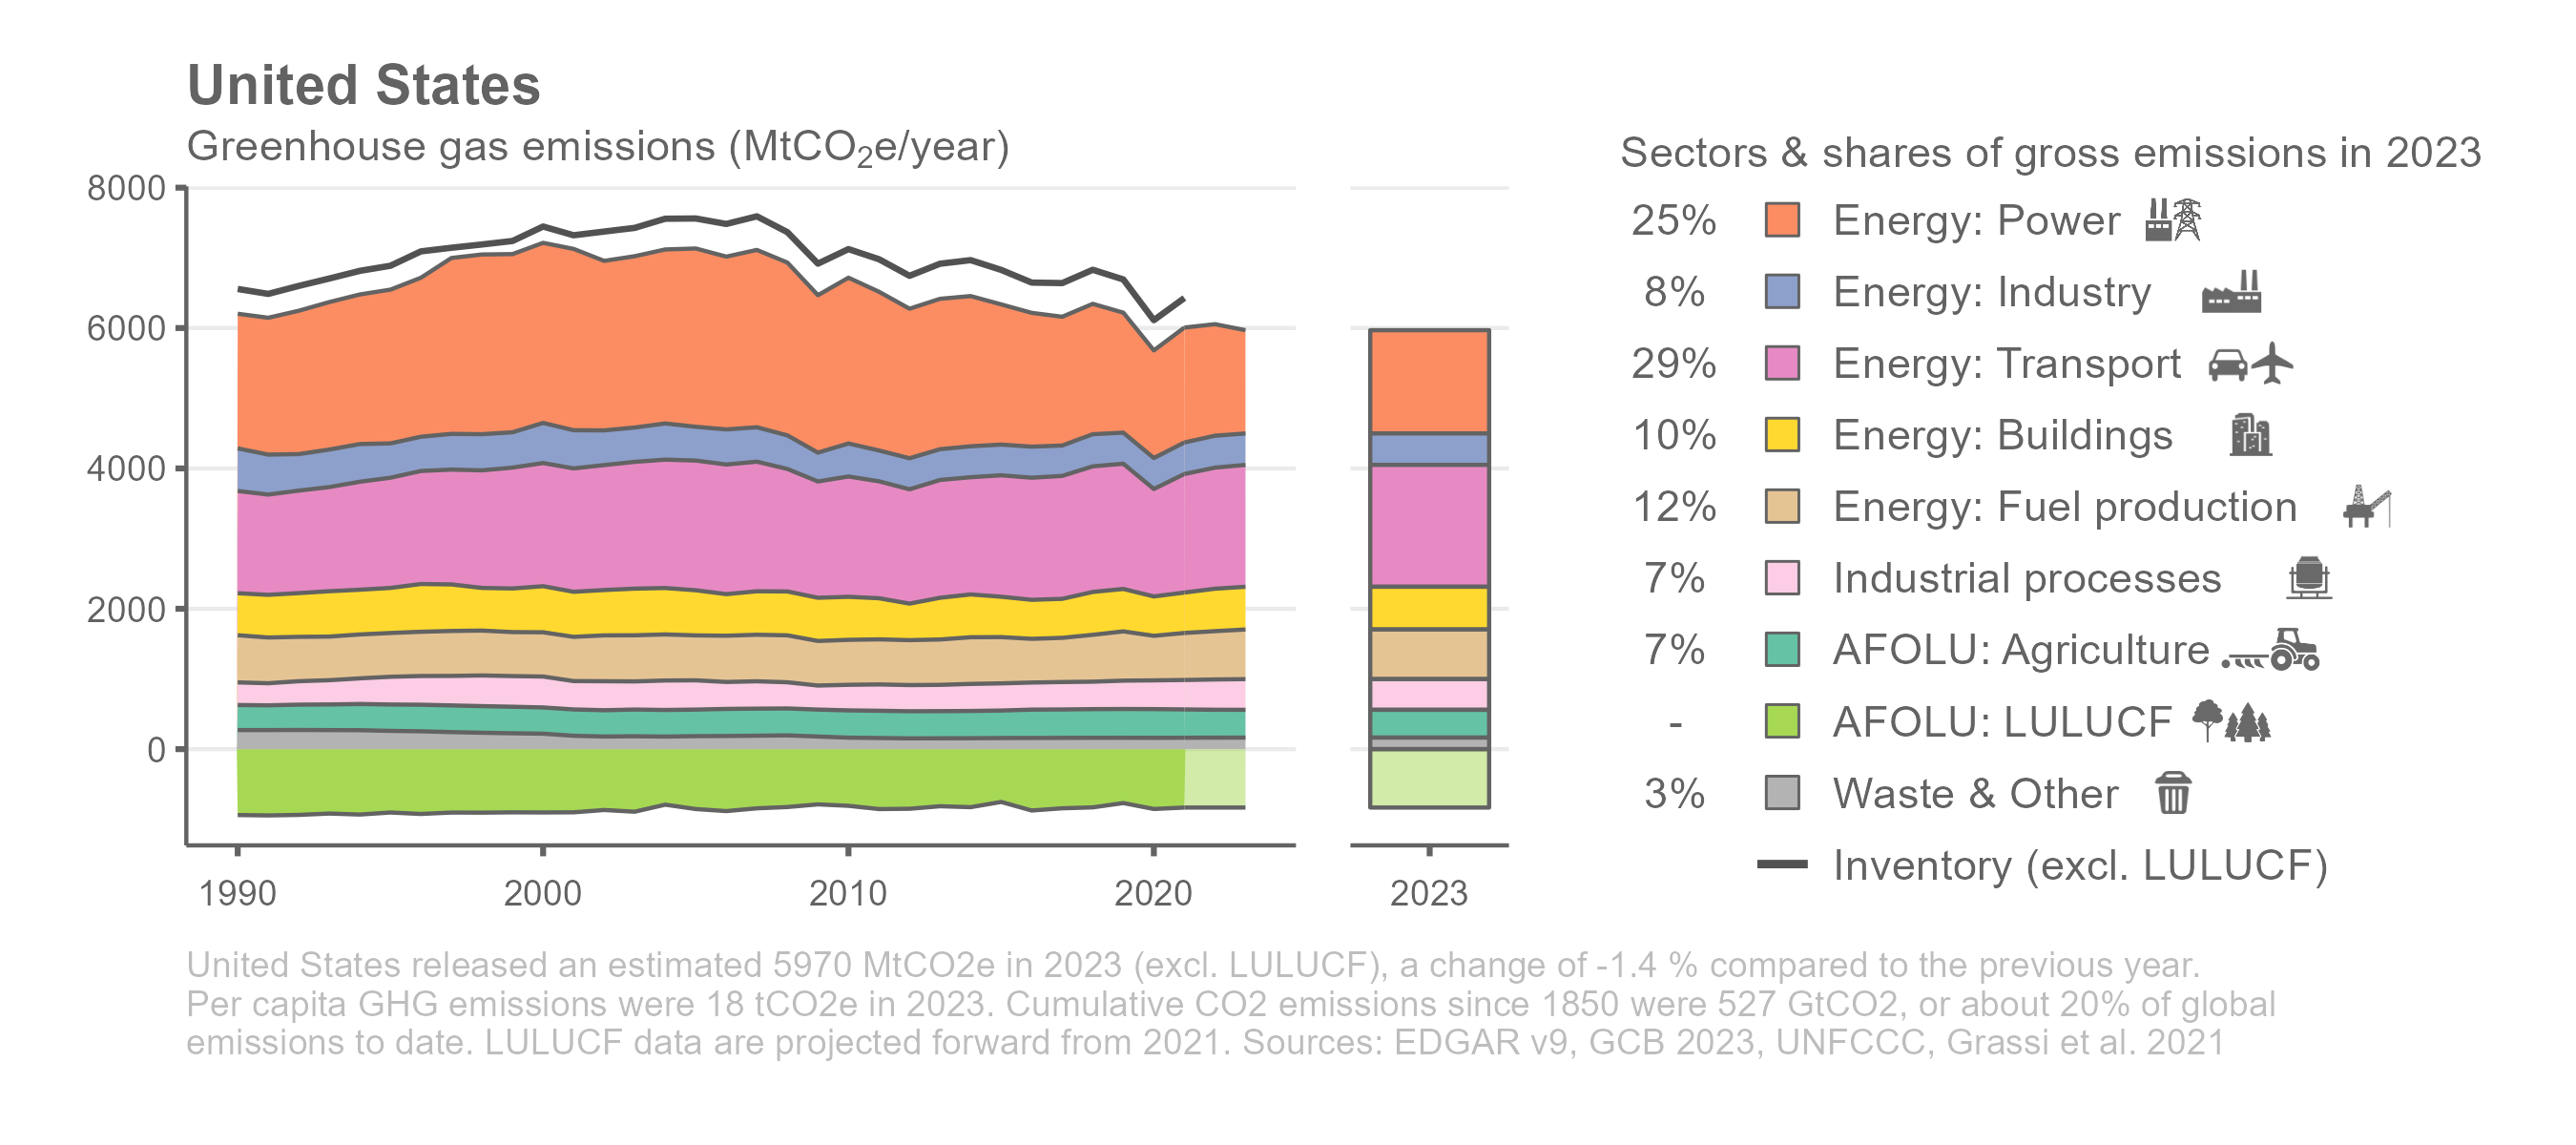 United States
Greenhouse gas emissions (MtCO₂e/year)
8000
6000
4000
2000
0
1990 2000 2010 2020
2023
Sectors & shares of gross emissions in 2023
25% Energy: Power
8% Energy: Industry
29% Energy: Transport
10% Energy: Buildings
12% Energy: Fuel production
7% Industrial processes
7% AFOLU: Agriculture
- AFOLU: LULUCF
3% Waste & Other
Inventory (excl. LULUCF)
United States released an estimated 5970 MtCO2e in 2023 (excl. LULUCF), a change of -1.4 % compared to the previous year.
Per capita GHG emissions were 18 tCO2e in 2023. Cumulative CO2 emissions since 1850 were 527 GtCO2, or about 20% of global
emissions to date. LULUCF data are projected forward from 2021. Sources: EDGAR v9, GCB 2023, UNFCCC, Grassi et al. 2021